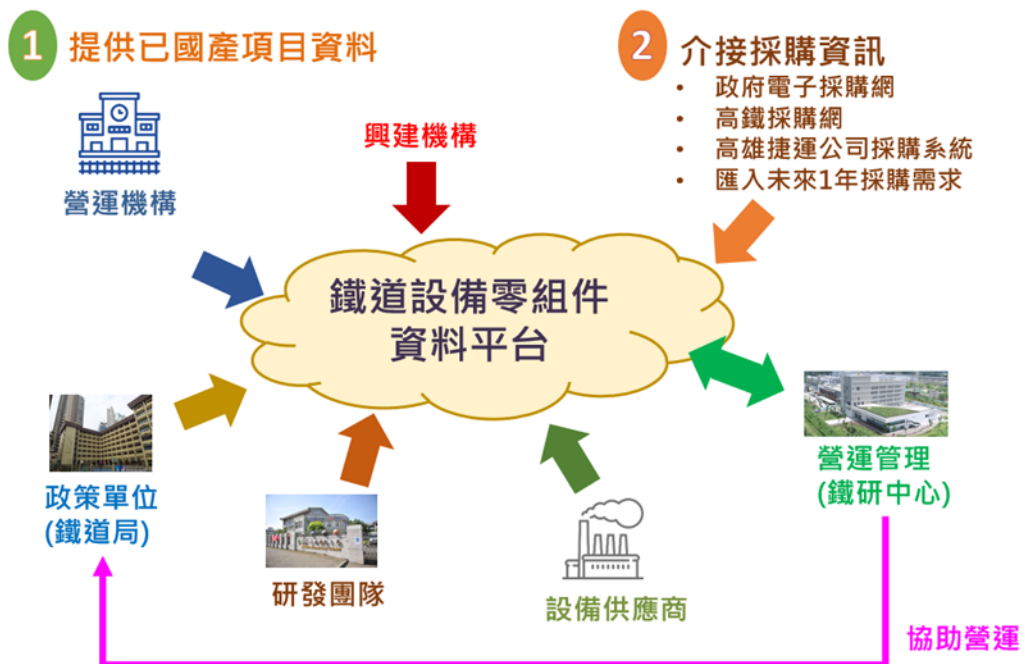 1 提供已國產項目資料
2 介接採購資訊
• 政府電子採購網
• 高鐵採購網
• 高雄捷運公司採購系統
• 匯入未來1年採購需求
興建機構
營運機構
鐵道設備零組件
資料平台
政策單位
(鐵道局)
研發團隊
設備供應商
營運管理
(鐵研中心)
協助營運